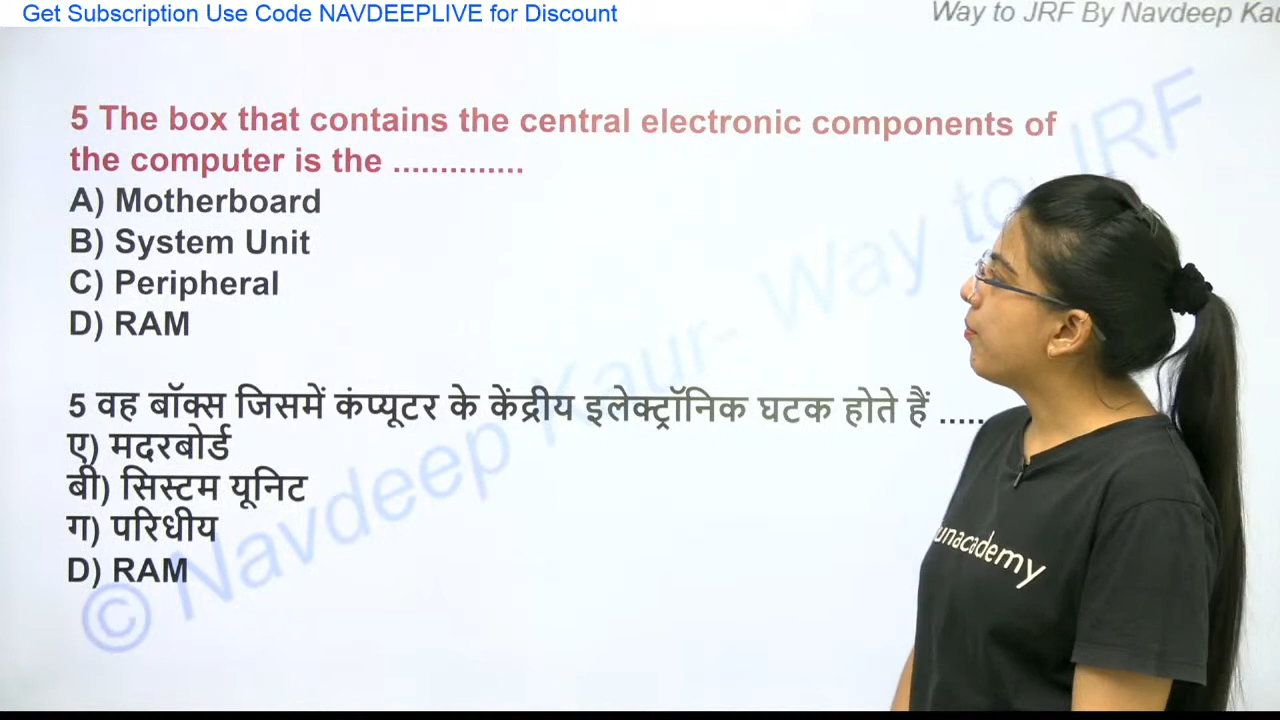 Get Subscription Use Code NAVDEEPLIVE for Discount
Way to JRF By Navdeep Kau
5 The box that contains the central electronic components of
the computer is the ..............
A) Motherboard
B) System Unit
C) Peripheral
D) RAM
5 वह बॉक्स जिसमें कंप्यूटर के केंद्रीय इलेक्ट्रॉनिक घटक होते हैं .....
ए) मदरबोर्ड
बी) सिस्टम यूनिट
ग) परिधीय
D) RAM
© Navdeep Kaur- Way to JRF
unacademy